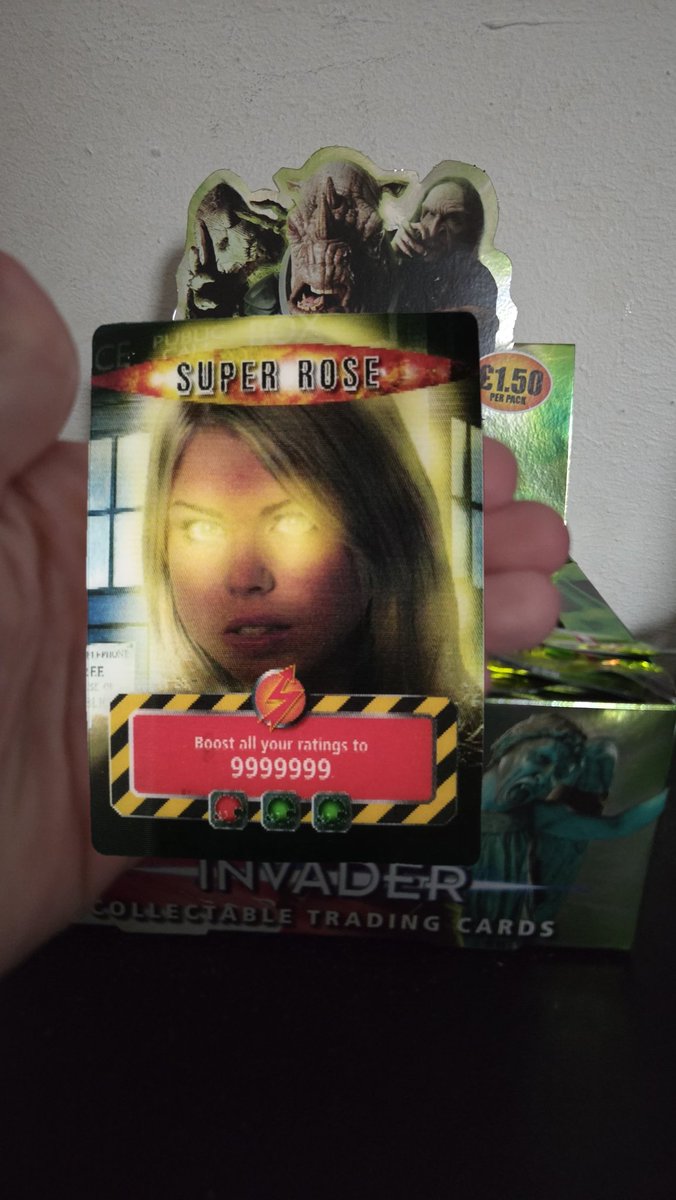 SUPER ROSE
£1.50
PER PACK
Boost all your ratings to
9999999
INVADER
COLLECTABLE TRADING CARDS